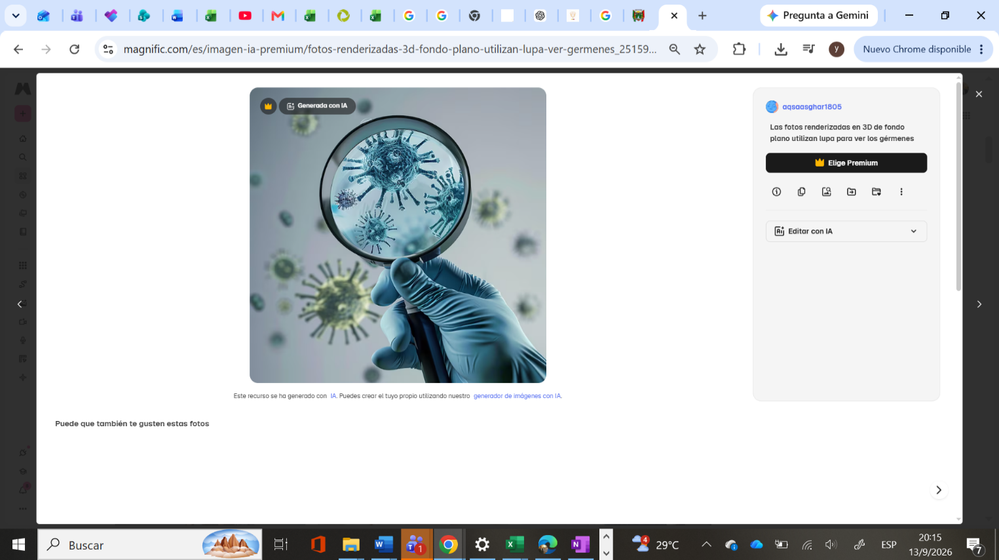 Pregunta a Gemini
magnific.com/es/imagen-ia-premium/fotos-renderizadas-3d-fondo-plano-utilizan-lupa-ver-germenes_25159...
y
Nuevo Chrome disponible
Generada con IA
aqsaasghar1805
Las fotos renderizadas en 3D de fondo
plano utilizan lupa para ver los gérmenes
Elige Premium
Editar con IA
Este recurso se ha generado con IA. Puedes crear el tuyo propio utilizando nuestro generador de imágenes con IA.
Puede que también te gusten estas fotos
Buscar
1
4
29°C
ESP
20:15
13/9/2026
7